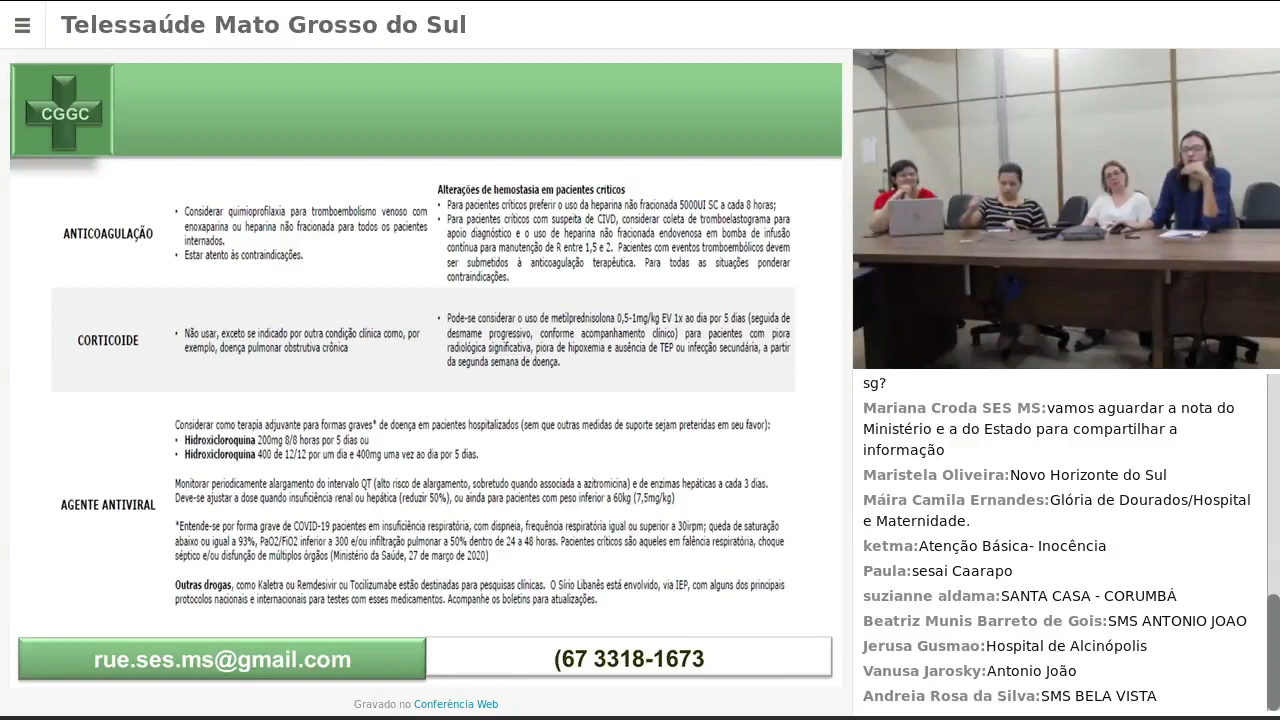 Telessaúde Mato Grosso do Sul
CGGC
ANTICOAGULAÇÃO
• Considerar quimioprofilaxia para tromboembolismo venoso com
enoxaparina ou heparina não fracionada para todos os pacientes
internados.
• Estar atento às contraindicações.
Alterações de hemostasia em pacientes críticos
• Para pacientes críticos preferir o uso da heparina não fracionada 5000UI SC a cada 8 horas;
• Para pacientes críticos com suspeita de CIVD, considerar coleta de tromboelastograma para
apoio diagnóstico e o uso de heparina não fracionada endovenosa em bomba de infusão
contínua para manutenção de R entre 1,5 e 2. Pacientes com eventos tromboembólicos devem
ser submetidos à anticoagulação terapêutica. Para todas as situações ponderar
contraindicações.
CORTICOIDE
• Não usar, exceto se indicado por outra condição clínica como, por
exemplo, doença pulmonar obstrutiva crônica
• Pode-se considerar o uso de metilprednisolona 0,5-1mg/kg EV 1x ao dia por 5 dias (seguida de
desmame progressivo, conforme acompanhamento clínico) para pacientes com piora
radiológica significativa, piora de hipoxemia e ausência de TEP ou infecção secundária, a partir
da segunda semana de doença.
AGENTE ANTIVIRAL
Considerar como terapia adjuvante para formas graves* de doença em pacientes hospitalizados (sem que outras medidas de suporte sejam preteridas em seu favor):
• Hidroxicloroquina 200mg 8/8 horas por 5 dias ou
• Hidroxicloroquina 400 de 12/12 por um dia e 400mg uma vez ao dia por 5 dias.
Monitorar periodicamente alargamento do intervalo QT (alto risco de alargamento, sobretudo quando associada a azitromicina) e de enzimas hepáticas a cada 3 dias.
Deve-se ajustar a dose quando insuficiência renal ou hepática (reduzir 50%), ou ainda para pacientes com peso inferior a 60kg (7,5mg/kg)
*Entende-se por forma grave de COVID-19 pacientes em insuficiência respiratória, com dispneia, frequência respiratória igual ou superior a 30irpm; queda de saturação
abaixo ou igual a 93%, PaO2/FiO2 inferior a 300 e/ou infiltração pulmonar a 50% dentro de 24 a 48 horas. Pacientes críticos são aqueles em falência respiratória, choque
séptico e/ou disfunção de múltiplos órgãos (Ministério da Saúde, 27 de março de 2020)
Outras drogas, como Kaletra ou Remdesivir ou Tocilizumabe estão destinadas para pesquisas clínicas. O Sírio Libanês está envolvido, via IEP, com alguns dos principais
protocolos nacionais e internacionais para testes com esses medicamentos. Acompanhe os boletins para atualizações.
rue.ses.ms@gmail.com
(67 3318-1673
Gravado no Conferência Web
sg?
Mariana Croda SES MS:vamos aguardar a nota do
Ministério e a do Estado para compartilhar a
informação
Maristela Oliveira:Novo Horizonte do Sul
Máira Camila Ernandes:Glória de Dourados/Hospital
e Maternidade.
ketma:Atenção Básica- Inocência
Paula:sesai Caarapo
suzianne aldama:SANTA CASA - CORUMBÁ
Beatriz Munis Barreto de Gois:SMS ANTONIO JOAO
Jerusa Gusmao:Hospital de Alcinópolis
Vanusa Jarosky:Antonio João
Andreia Rosa da Silva:SMS BELA VISTA